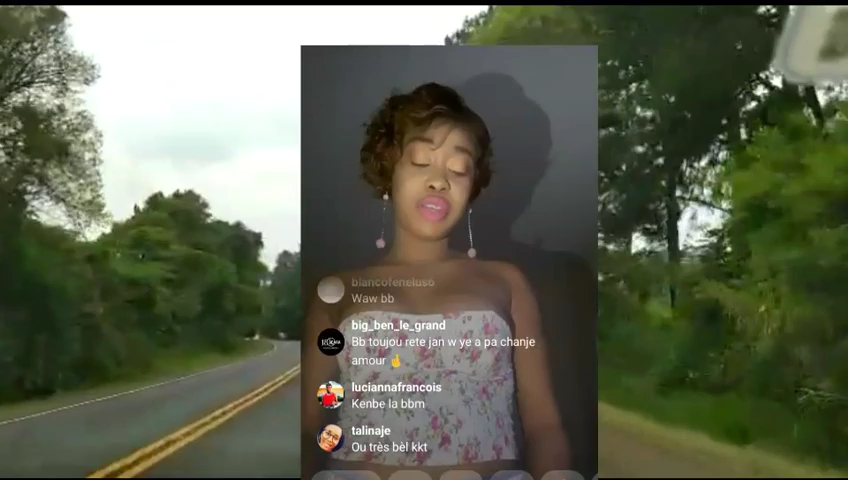 blancofenelus6
Waw bb
big_ben_le_grand
Bb toujou rete jan w ye a pa chanje
amour ☝
luciannafrancois
Kenbe la bbm
talinaje
Ou très bèl kkt